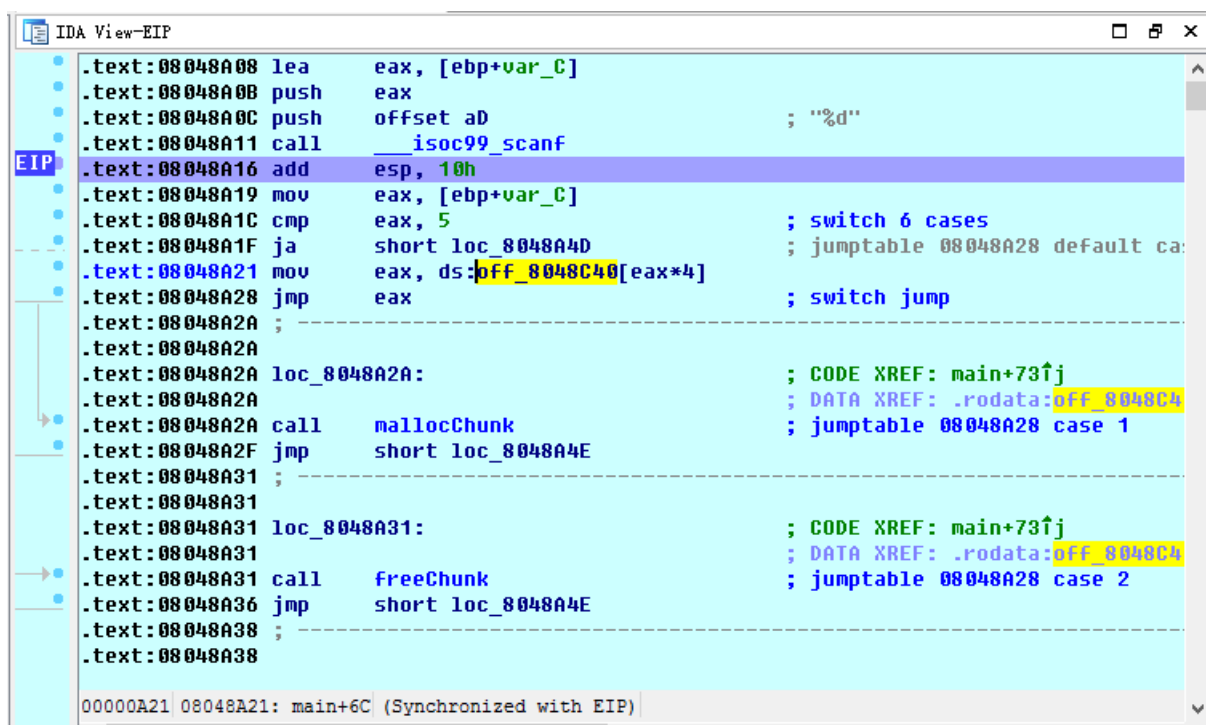 IDA View-EIP
.text:08048A08 lea eax, [ebp+var_C]
.text:08048A0B push eax
.text:08048A0C push offset aD ; "%d"
.text:08048A11 call ___isoc99_scanf
EIP .text:08048A16 add esp, 10h
.text:08048A19 mov eax, [ebp+var_C]
.text:08048A1C cmp eax, 5 ; switch 6 cases
.text:08048A1F ja short loc_8048A4D ; jumptable 08048A28 default ca
.text:08048A21 mov eax, ds:off_8048C40[eax*4]
.text:08048A28 jmp eax ; switch jump
.text:08048A2A ; ---------------------------------------------------------------------------
.text:08048A2A
.text:08048A2A loc_8048A2A: ; CODE XREF: main+73↑j
.text:08048A2A ; DATA XREF: .rodata:off_8048C4
.text:08048A2A call mallocChunk ; jumptable 08048A28 case 1
.text:08048A2F jmp short loc_8048A4E
.text:08048A31 ; ---------------------------------------------------------------------------
.text:08048A31
.text:08048A31 loc_8048A31: ; CODE XREF: main+73↑j
.text:08048A31 ; DATA XREF: .rodata:off_8048C4
.text:08048A31 call freeChunk ; jumptable 08048A28 case 2
.text:08048A36 jmp short loc_8048A4E
.text:08048A38 ; ---------------------------------------------------------------------------
.text:08048A38
00000A21 08048A21: main+6C (Synchronized with EIP)